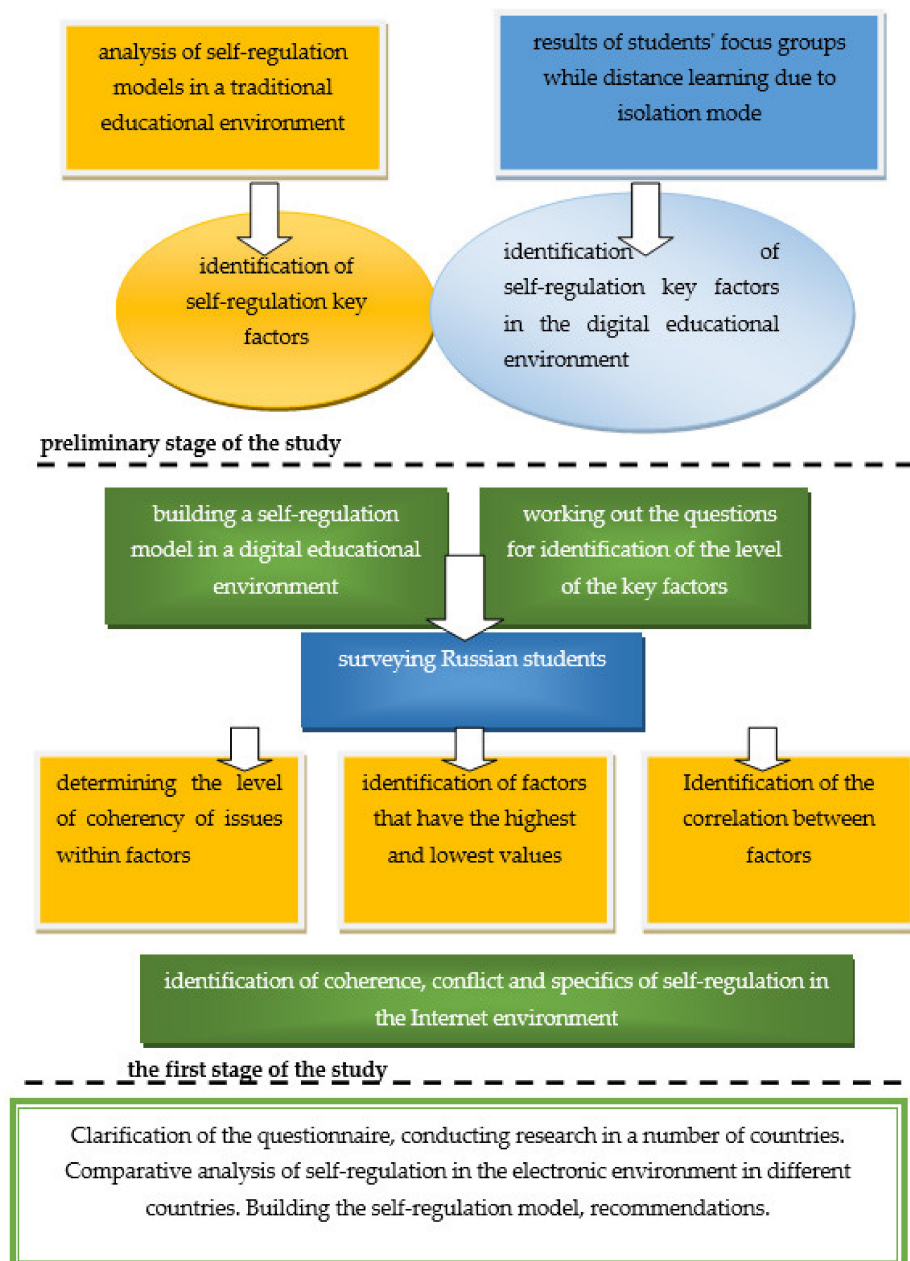 analysis of self-regulation
models in a traditional
educational environment
results of students' focus groups
while distance learning due to
isolation mode
identification of
self-regulation key
factors
identification of
self-regulation key factors
in the digital educational
environment
preliminary stage of the study
building a self-regulation
model in a digital educational
environment
working out the questions
for identification of the level
of the key factors
surveying Russian students
determining the level
of coherency of issues
within factors
identification of factors
that have the highest
and lowest values
Identification of the
correlation between
factors
identification of coherence, conflict and specifics of self-regulation in
the Internet environment
the first stage of the study
Clarification of the questionnaire, conducting research in a number of countries.
Comparative analysis of self-regulation in the electronic environment in different
countries. Building the self-regulation model, recommendations.